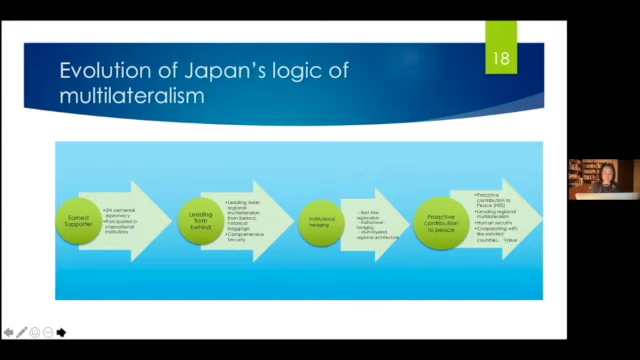 18
Evolution of Japan's logic of
multilateralism
Earnest
Supporter
•UN centered
diplomacy
•Participated in
international
institutions
Leading
from
behind
•Leading Asian
regional
multilateralism
from behind,
historical
baggage
•Comprehensive
Security
Institutional
hedging
- East Asia
regionalism
- Institutional
hedging
- Multi-layered
regional architecture
Proactive
contribution
to peace
•Proactive
contribution to
Peace
•Leading regional
multilateralism
•Human security
•Cooperating with
like-minded
countries, Value